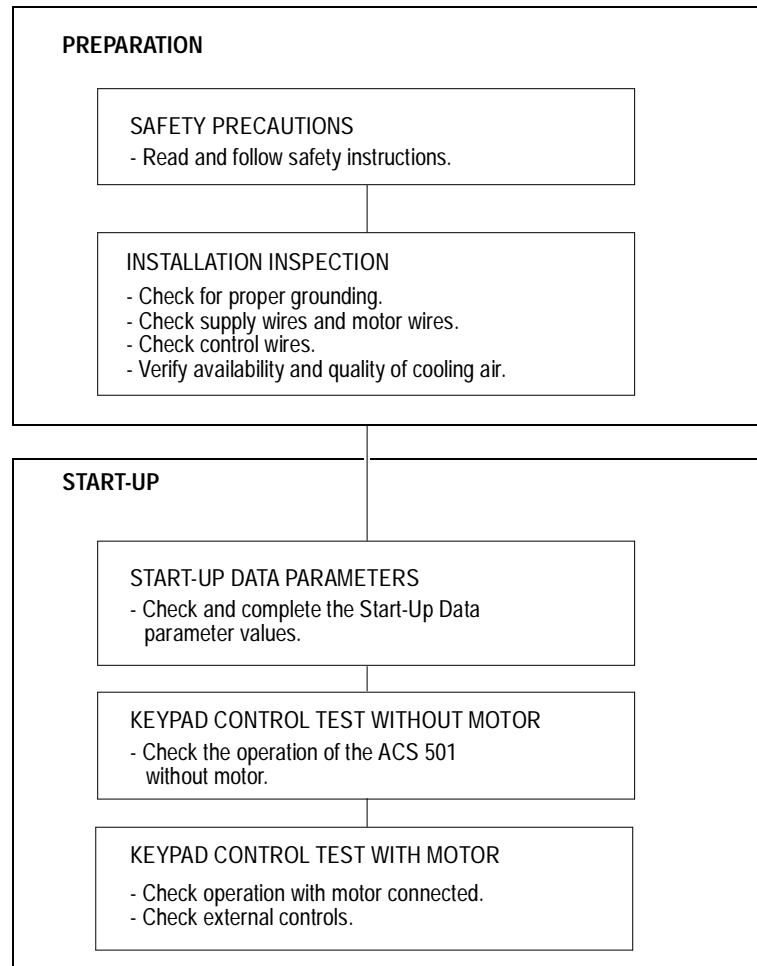 PREPARATION
SAFETY PRECAUTIONS
- Read and follow safety instructions.
INSTALLATION INSPECTION
- Check for proper grounding.
- Check supply wires and motor wires.
- Check control wires.
- Verify availability and quality of cooling air.
START-UP
START-UP DATA PARAMETERS
- Check and complete the Start-Up Data
parameter values.
KEYPAD CONTROL TEST WITHOUT MOTOR
- Check the operation of the ACS 501
without motor.
KEYPAD CONTROL TEST WITH MOTOR
- Check operation with motor connected.
- Check external controls.